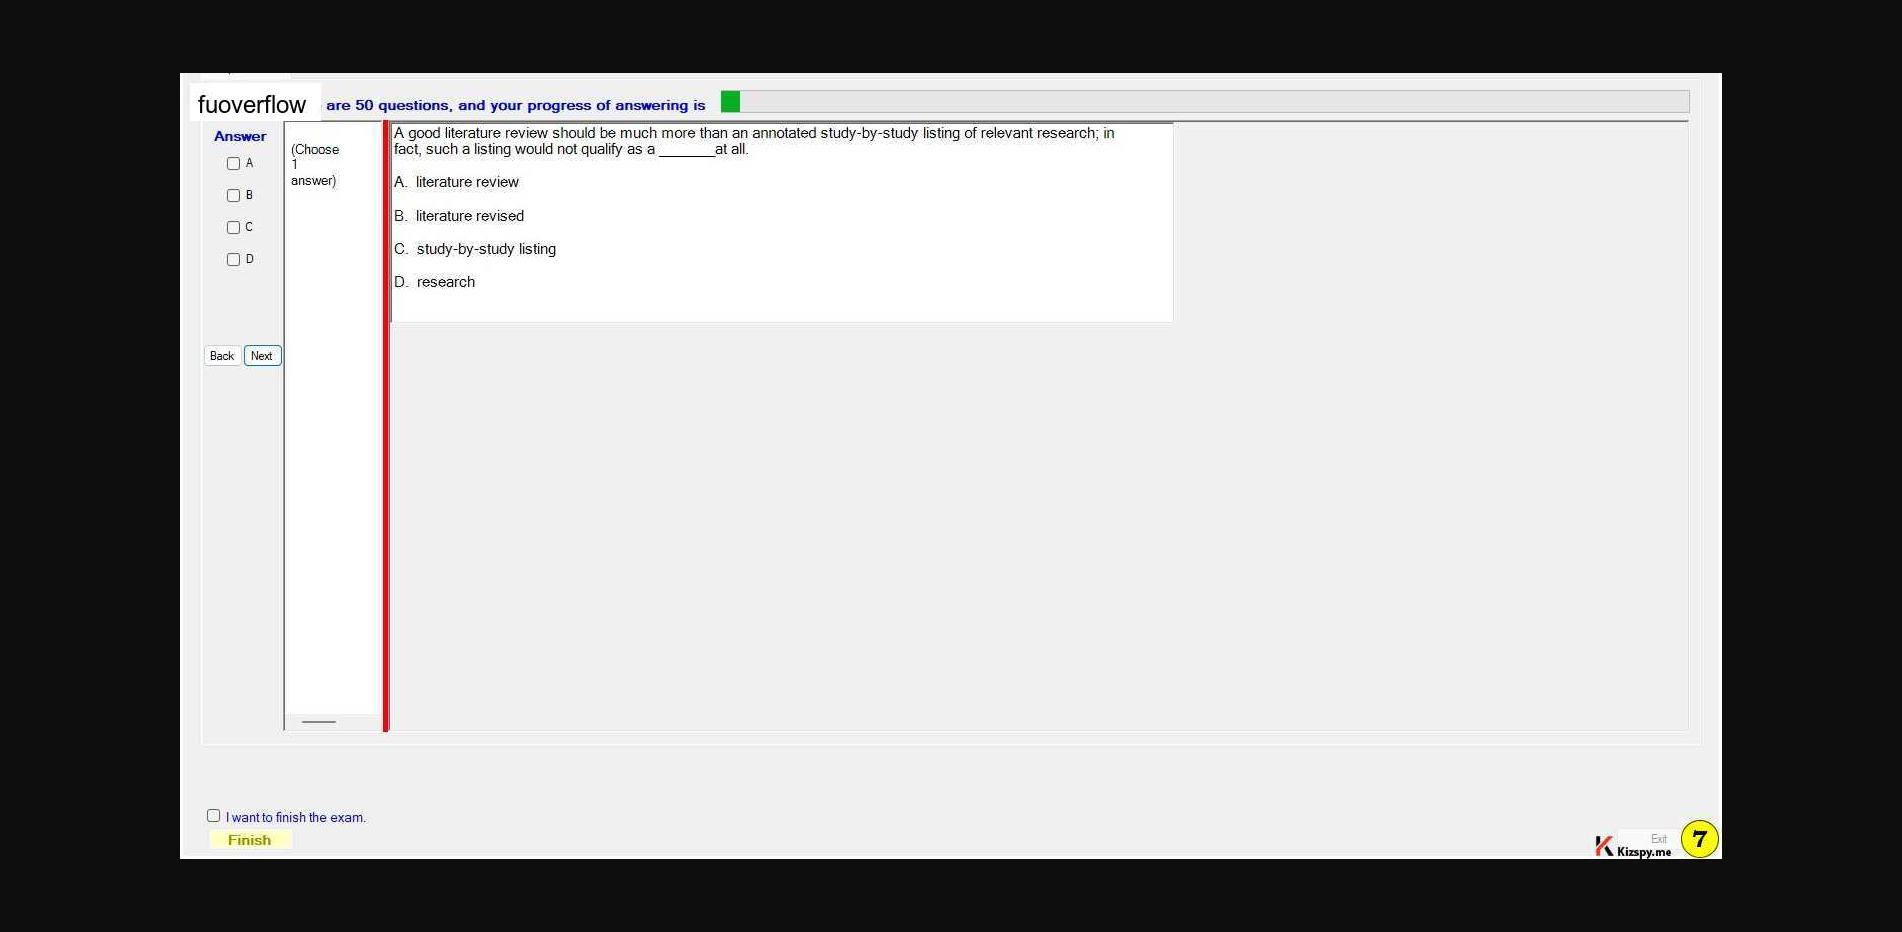 fuoverflow are 50 questions, and your progress of answering is
Answer
A
B
C
D
(Choose
1
answer)
A good literature review should be much more than an annotated study-by-study listing of relevant research; in
fact, such a listing would not qualify as a _______at all.
A. literature review
B. literature revised
C. study-by-study listing
D. research
Back Next
I want to finish the exam.
Finish
Exit
Kizspy.me
7